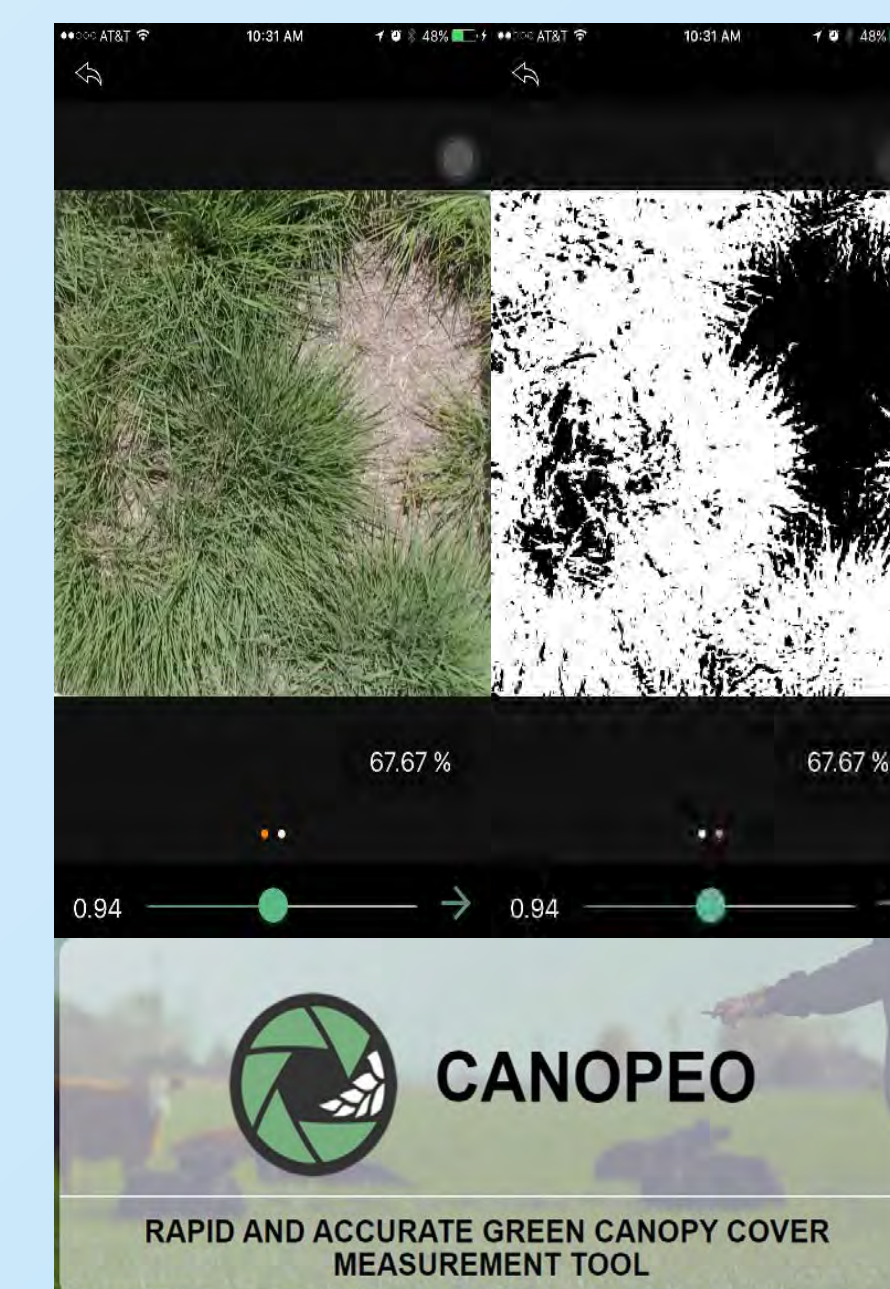 AT&T 10:31 AM 48%
AT&T 10:31 AM 48%
67.67 %
67.67 %
0.94
0.94
CANOPEO
RAPID AND ACCURATE GREEN CANOPY COVER
MEASUREMENT TOOL